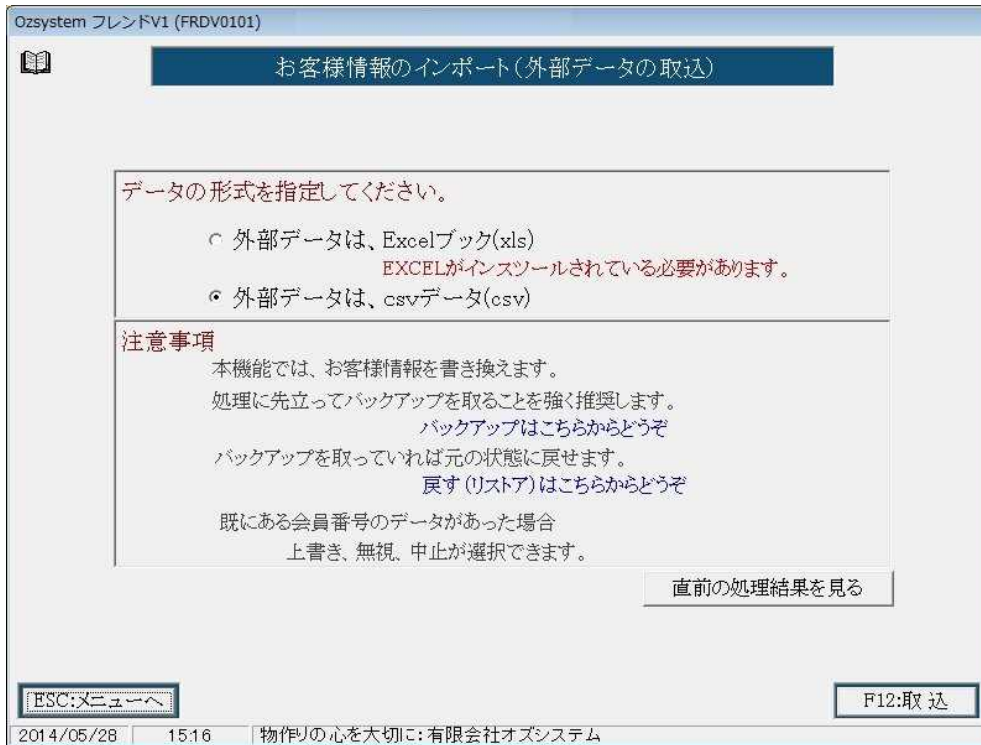 Ozsystem フレンドV1 (FRDV0101)
お客様情報のインポート(外部データの取込)
データの形式を指定してください。
外部データは、Excelブック(xls)
EXCELがインスツールされている必要があります。
外部データは、csvデータ(csv)
注意事項
本機能では、お客様情報を書き換えます。
処理に先立ってバックアップを取ることを強く推奨します。
バックアップはこちらからどうぞ
バックアップを取っていれば元の状態に戻せます。
戻す(リストア)はこちらからどうぞ
既にある会員番号のデータがあった場合
上書き、無視、中止が選択できます。
直前の処理結果を見る
ESC:メニューへ
F12:取 込
2014/05/28 15:16 物作りの心を大切に:有限会社オズシステム